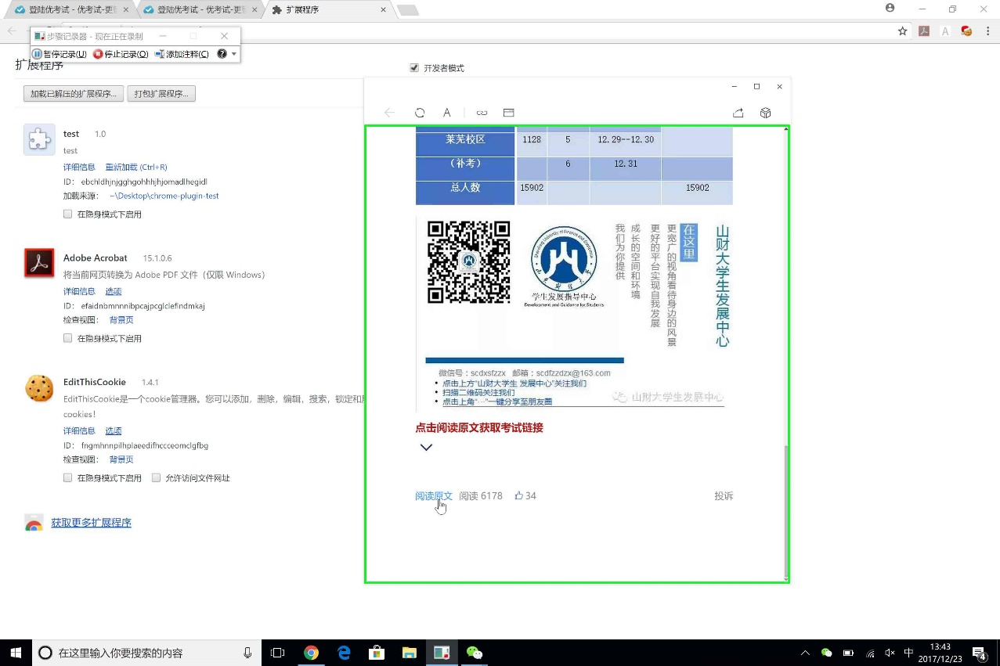 登陆优考试 - 优考试-更
登陆优考试 - 优考试-更
扩展程序
步骤记录器 - 现在正在录制
暂停记录(U) 停止记录(O) 添加注释(C)
扩展程序
开发者模式
加载已解压的扩展程序... 打包扩展程序...
test 1.0
test
详细信息 重新加载 (Ctrl+R)
ID： ebchldhjnjgghgohhhjhjomadlhegidl
加载来源： ~\Desktop\chrome-plugin-test
在隐身模式下启用
Adobe Acrobat 15.1.0.6
将当前网页转换为 Adobe PDF 文件（仅限 Windows）
详细信息 选项
ID： efaidnbmnnnibpcajpcglclefindmkaj
检查视图： 背景页
在隐身模式下启用
EditThisCookie 1.4.1
EditThisCookie是一个cookie管理器。您可以添加，删除，编辑，搜索，锁定和
cookies！
详细信息 选项
ID： fngmhnnpilhplaeedifhccceomclgfbg
检查视图： 背景页
在隐身模式下启用 允许访问文件网址
获取更多扩展程序
A
莱芜校区 1128 5 12.29--12.30
（补考） 6 12.31
总人数 15902 15902
山财大学生发展中心
在这里
更宽广的视角看待身边的风景
更好的平台实现自我发展
成长的空间和环境
我们为你提供
Shandong University of Finance and Economics
山东财经大学
学生发展指导中心
Development and Guidance for Students
微信号：scdxsfzzx 邮箱：scdfzzdzx@163.com
• 点击上方“山财大学生 发展中心”关注我们
• 扫描二维码关注我们
• 点击上角“…”一键分享至朋友圈
山财大学生发展中心
点击阅读原文获取考试链接
阅读原文 阅读 6178 34 投诉
在这里输入你要搜索的内容
中
13:43
2017/12/23
4